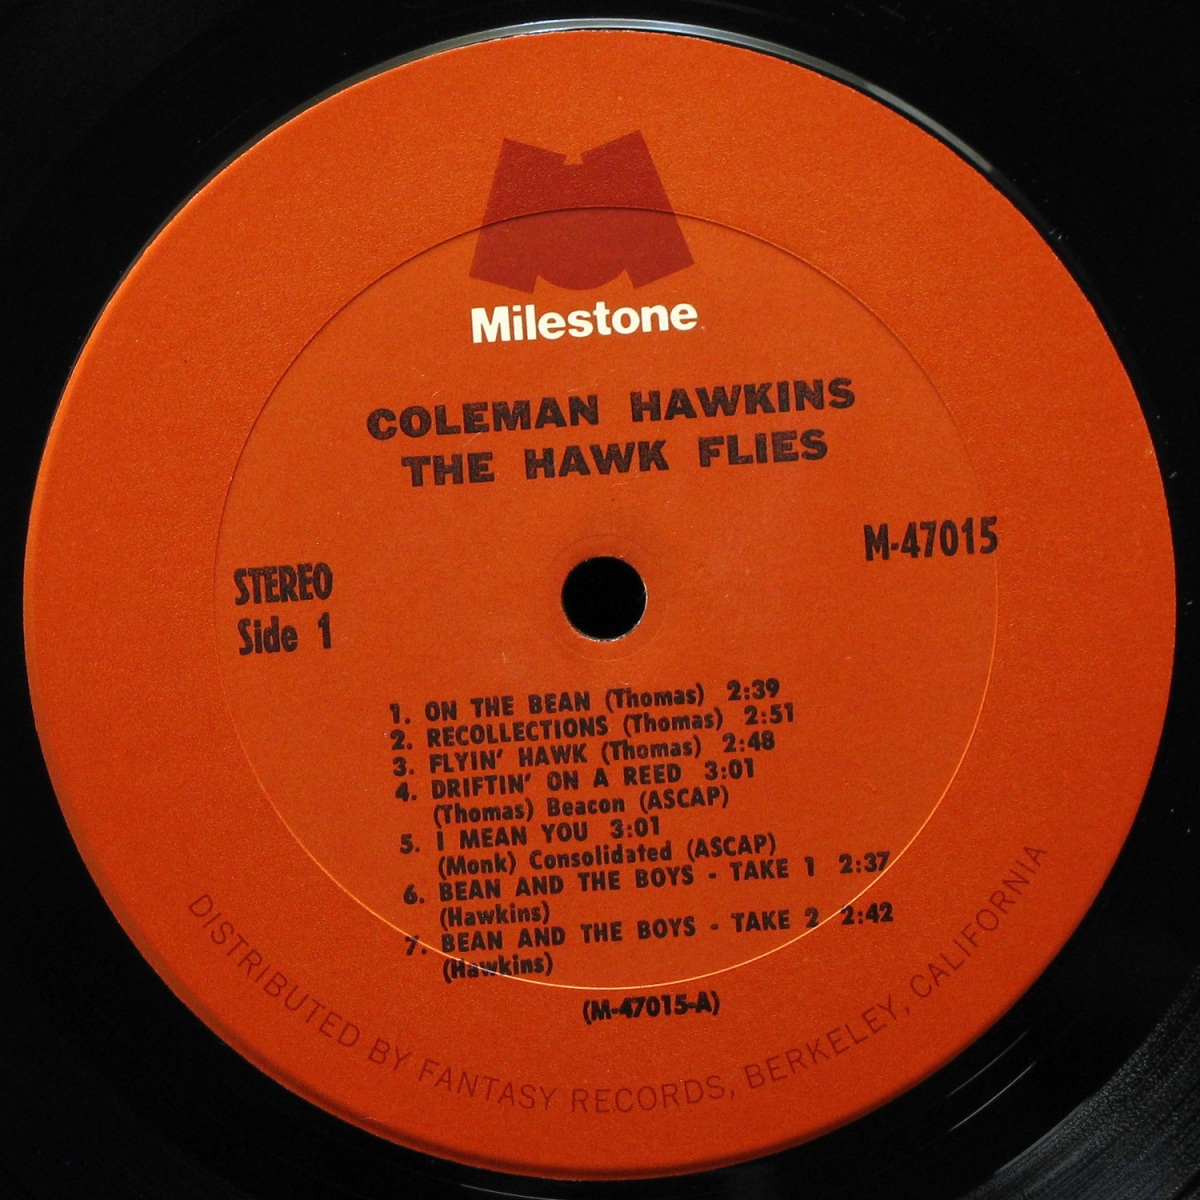 Milestone
COLEMAN HAWKINS
THE HAWK FLIES
M-47015
STEREO
Side 1
1. ON THE BEAN (Thomas) 2:39
2. RECOLLECTIONS (Thomas) 2:51
3. FLYIN' HAWK (Thomas) 2:48
4. DRIFTIN' ON A REED 3:01
(Thomas) Beacon (ASCAP)
5. I MEAN YOU 3:01
(Monk) Consolidated (ASCAP)
6. BEAN AND THE BOYS - TAKE 1 2:37
(Hawkins)
7. BEAN AND THE BOYS - TAKE 2 2:42
(Hawkins)
(M-47015-A)
DISTRIBUTED BY FANTASY RECORDS, BERKELEY, CALIFORNIA